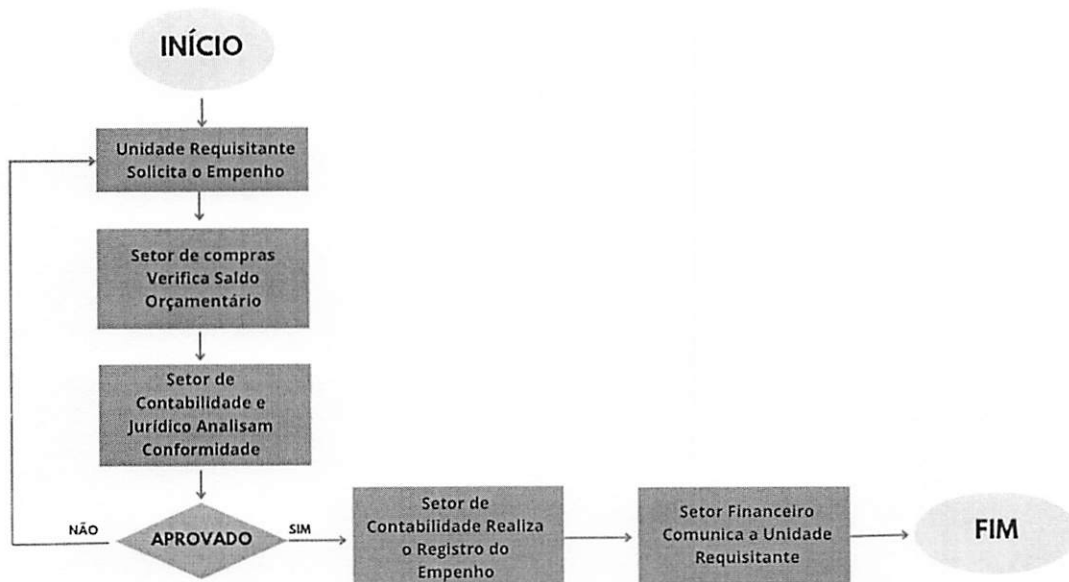 INÍCIO
Unidade Requisitante
Solicita o Empenho
Setor de compras
Verifica Saldo
Orçamentário
Setor de
Contabilidade e
Jurídico Analisam
Conformidade
NÃO
APROVADO
SIM
Setor de
Contabilidade Realiza
o Registro do
Empenho
Setor Financeiro
Comunica a Unidade
Requisitante
FIM